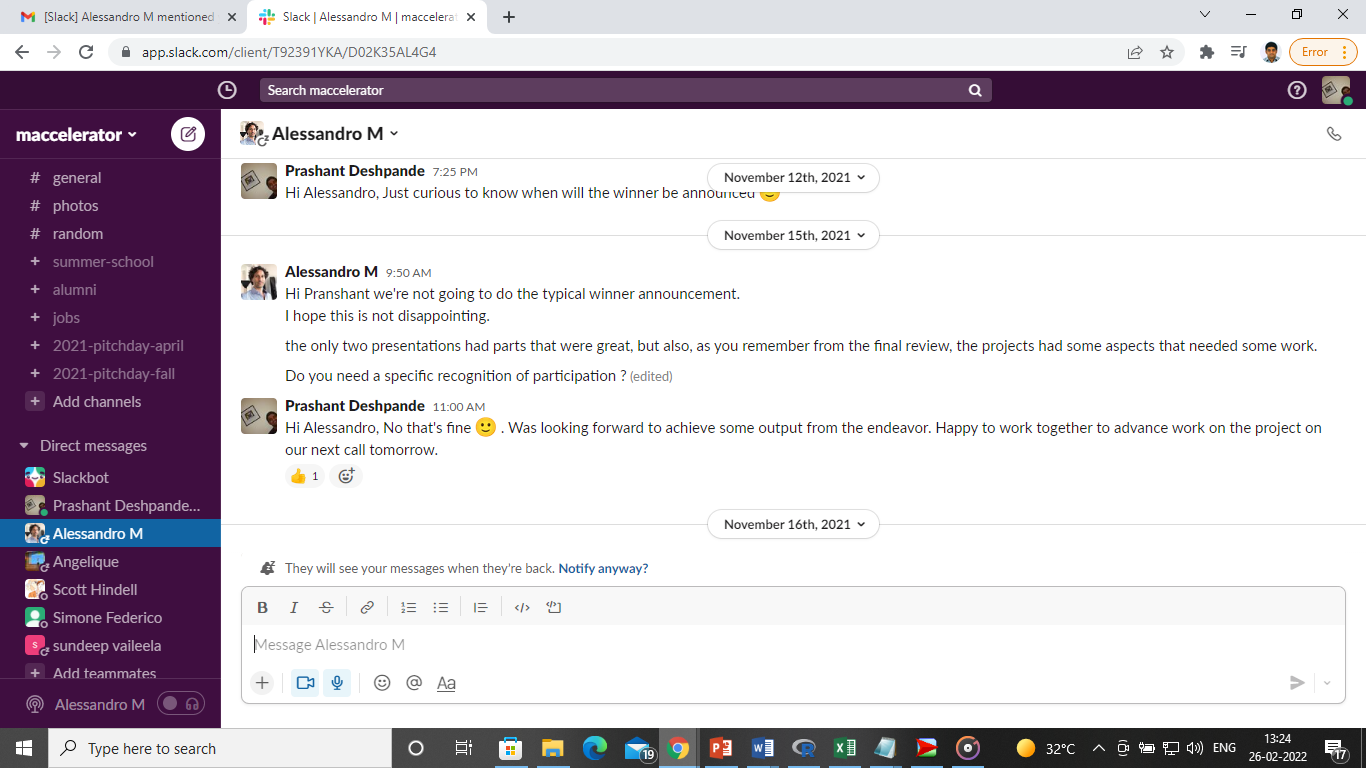 [Slack] Alessandro M mentioned
Slack | Alessandro M | maccelerat
app.slack.com/client/T92391YKA/D02K35AL4G4
Error
Search maccelerator
maccelerator
# general
# photos
# random
+ summer-school
+ alumni
+ jobs
+ 2021-pitchday-april
+ 2021-pitchday-fall
+ Add channels
Direct messages
Slackbot
Prashant Deshpande...
Alessandro M
Angelique
Scott Hindell
Simone Federico
s sundeep vaileela
+ Add teammates
Alessandro M
Alessandro M
Prashant Deshpande 7:25 PM
November 12th, 2021
Hi Alessandro, Just curious to know when will the winner be announced
November 15th, 2021
Alessandro M 9:50 AM
Hi Pranshant we're not going to do the typical winner announcement.
I hope this is not disappointing.
the only two presentations had parts that were great, but also, as you remember from the final review, the projects had some aspects that needed some work.
Do you need a specific recognition of participation ? (edited)
Prashant Deshpande 11:00 AM
Hi Alessandro, No that's fine 🙂 . Was looking forward to achieve some output from the endeavor. Happy to work together to advance work on the project on
our next call tomorrow.
👍 1
November 16th, 2021
They will see your messages when they're back. Notify anyway?
B I S
Message Alessandro M
+ @ Aa
Type here to search
19
32°C
ENG
13:24
26-02-2022
17